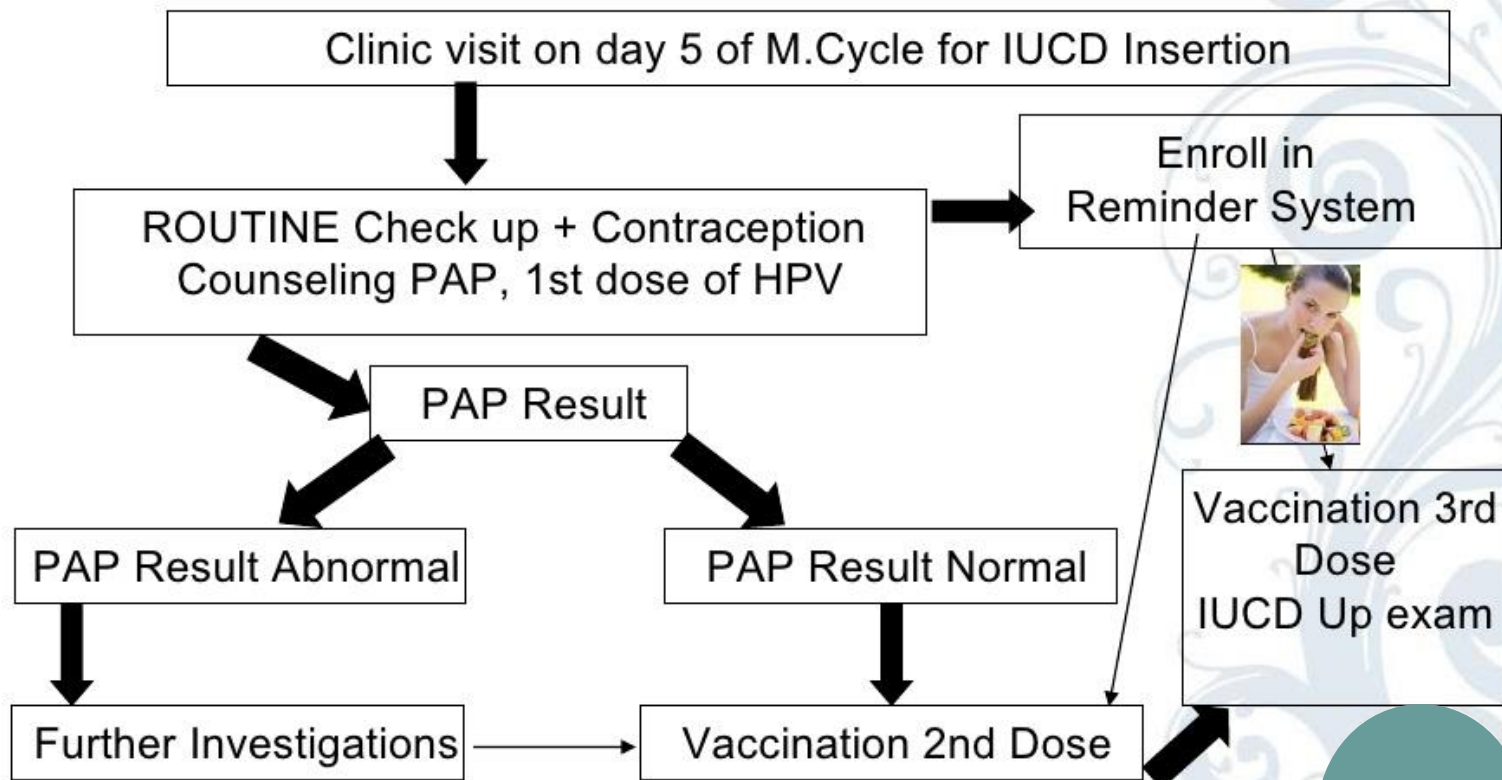 Clinic visit on day 5 of M.Cycle for IUCD Insertion
Enroll in
Reminder System
ROUTINE Check up + Contraception
Counseling PAP, 1st dose of HPV
PAP Result
PAP Result Abnormal
PAP Result Normal
Vaccination 3rd
Dose
IUCD Up exam
Further Investigations
Vaccination 2nd Dose